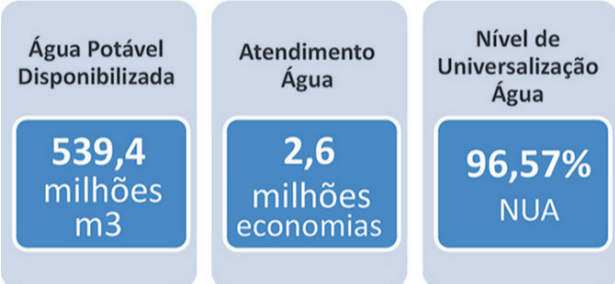 Água Potável
Disponibilizada
539,4
milhões
m3
Atendimento
Água
2,6
milhões
economias
Nível de
Universalização
Água
96,57%
NUA